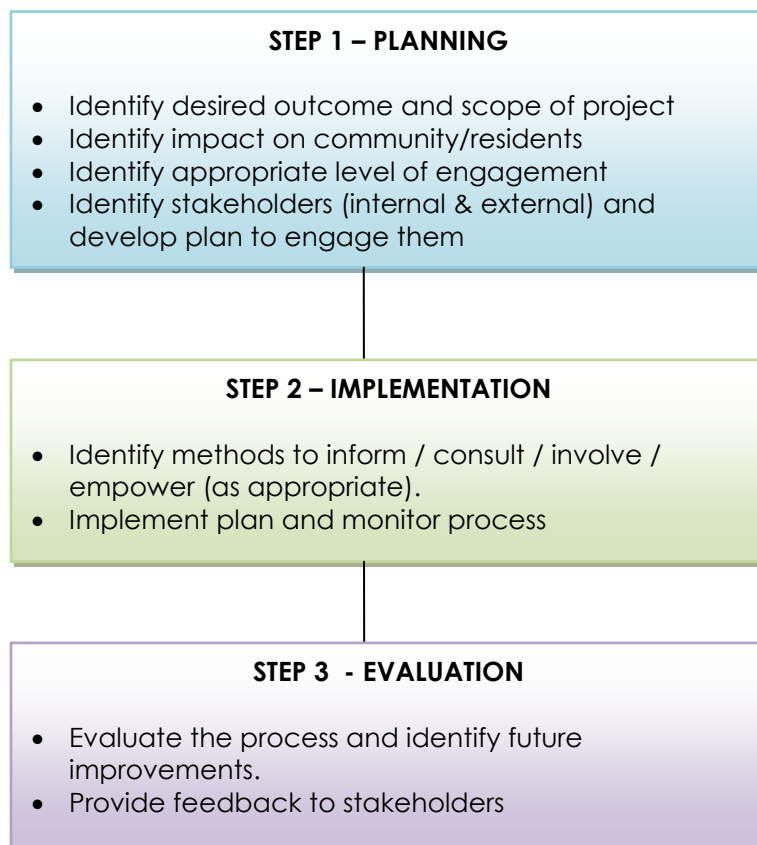 STEP 1 – PLANNING
• Identify desired outcome and scope of project
• Identify impact on community/residents
• Identify appropriate level of engagement
• Identify stakeholders (internal & external) and
develop plan to engage them
STEP 2 – IMPLEMENTATION
• Identify methods to inform / consult / involve /
empower (as appropriate).
• Implement plan and monitor process
STEP 3  - EVALUATION
• Evaluate the process and identify future
improvements.
• Provide feedback to stakeholders